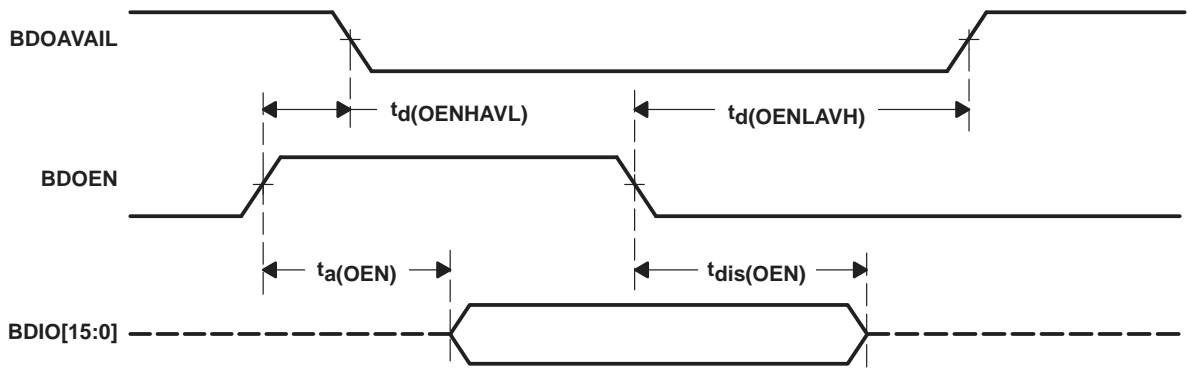 BDOAVAIL
td(OENHAVL)
td(OENLAVH)
BDOEN
ta(OEN)
tdis(OEN)
BDIO[15:0]